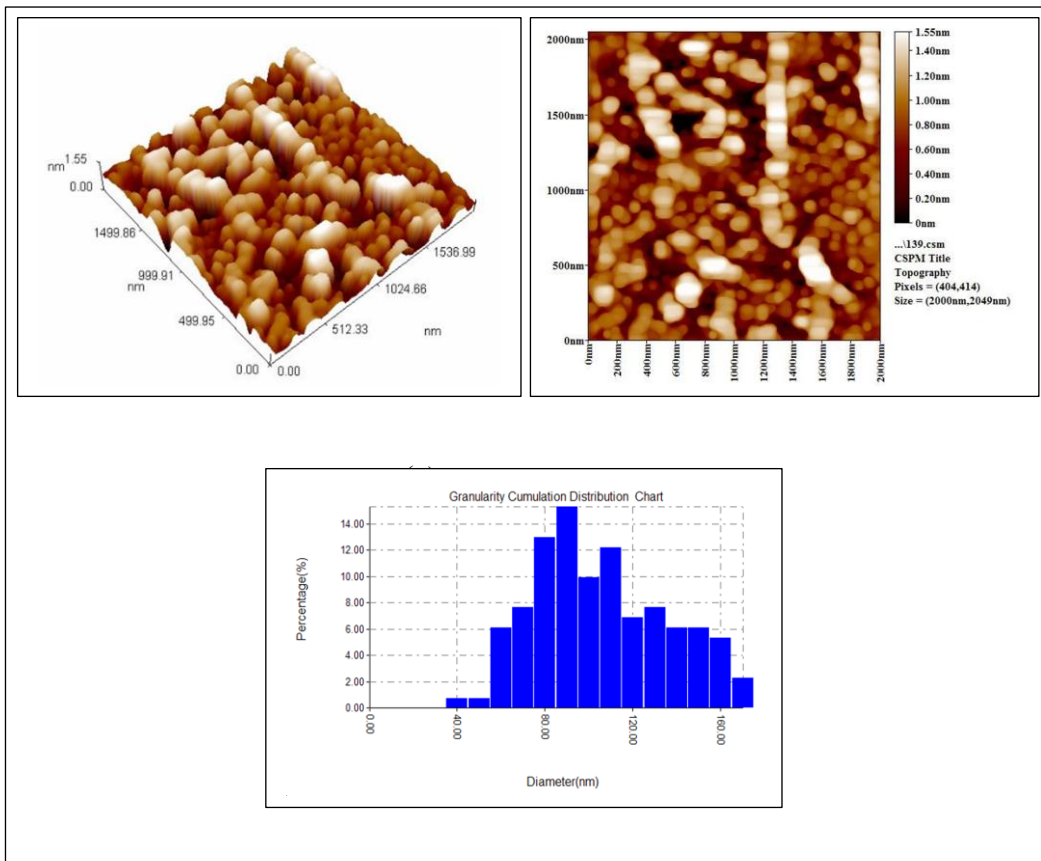 nm 1.55
0.00
1499.86
999.91
nm
499.95
0.00
0.00
512.33
nm
1024.66
1536.99
2000nm
1500nm
1000nm
500nm
0nm
0nm
200nm
400nm
600nm
800nm
1000nm
1200nm
1400nm
1600nm
1800nm
2000nm
1.55nm
1.40nm
1.20nm
1.00nm
0.80nm
0.60nm
0.40nm
0.20nm
0nm
...\139.csm
CSPM Title
Topography
Pixels = (404,414)
Size = (2000nm,2049nm)
Granularity Cumulation Distribution Chart
Percentage(%)
14.00
12.00
10.00
8.00
6.00
4.00
2.00
0.00
0.00
40.00
80.00
120.00
160.00
Diameter(nm)